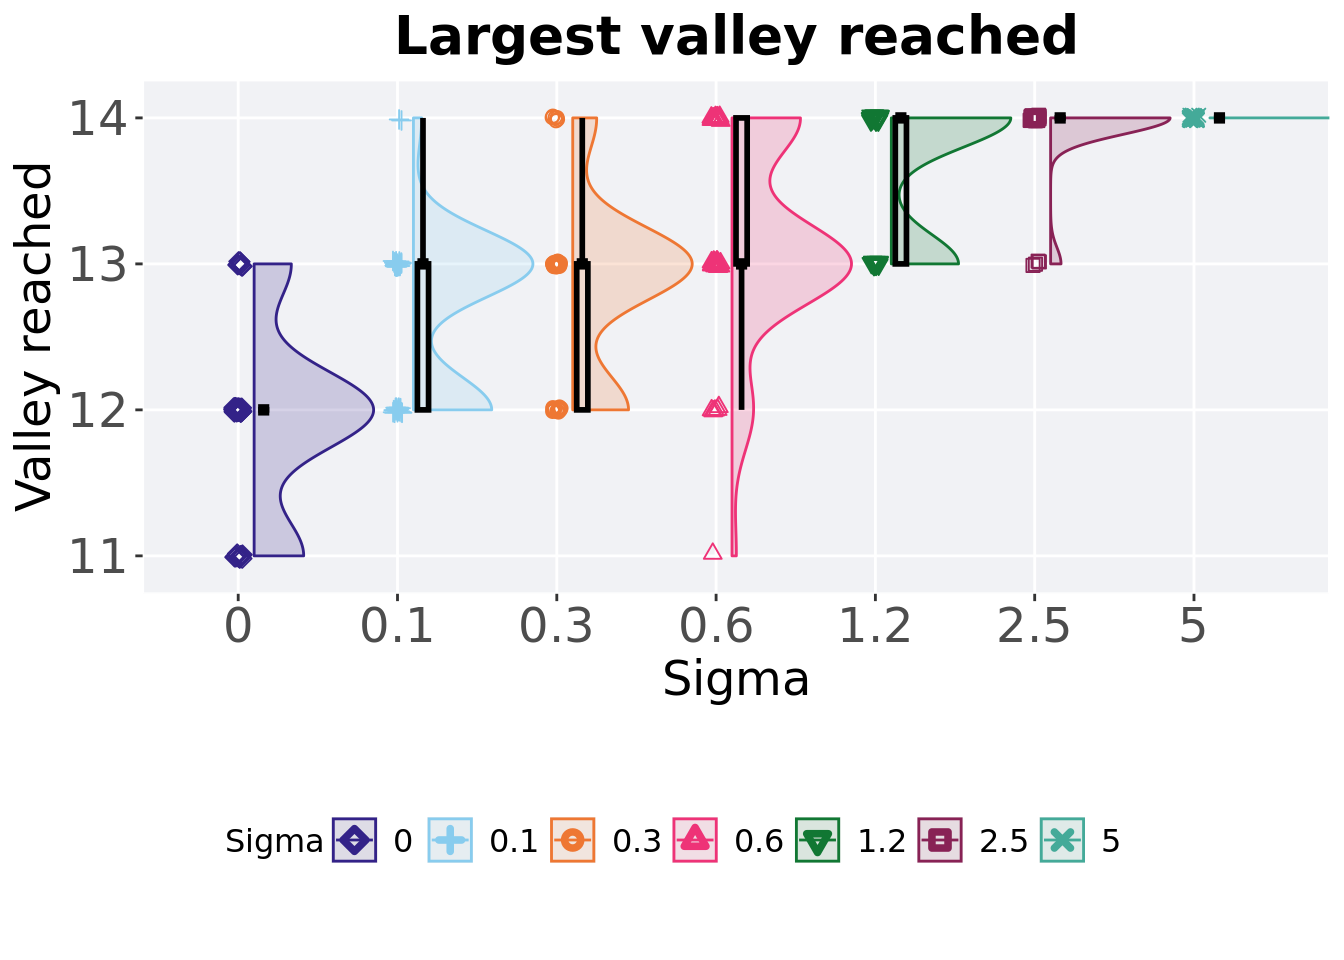 Largest valley reached
Valley reached
14
13
12
11
0 0.1 0.3 0.6 1.2 2.5 5
Sigma
Sigma 0 0.1 0.3 0.6 1.2 2.5 5